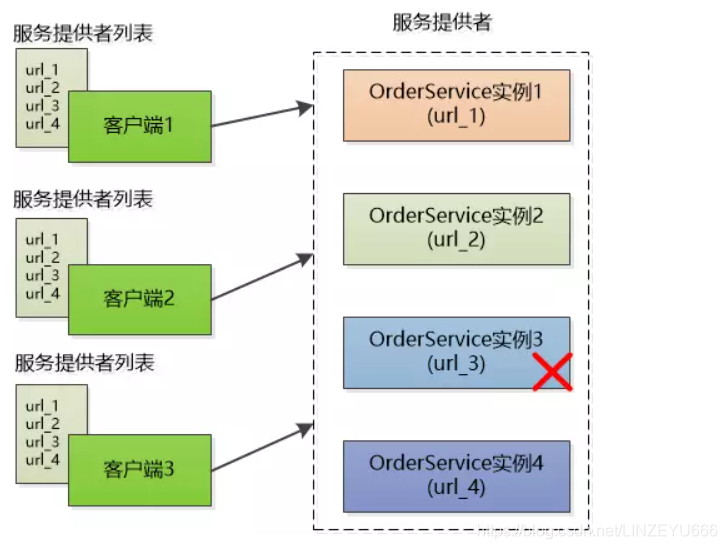 服务提供者列表
url_1
url_2
url_3
url_4
客户端1
服务提供者列表
url_1
url_2
url_3
url_4
客户端2
服务提供者列表
url_1
url_2
url_3
url_4
客户端3
服务提供者
OrderService实例1
(url_1)
OrderService实例2
(url_2)
OrderService实例3
(url_3)
OrderService实例4
(url_4)
https://blog.csdn.net/LINZEYU666